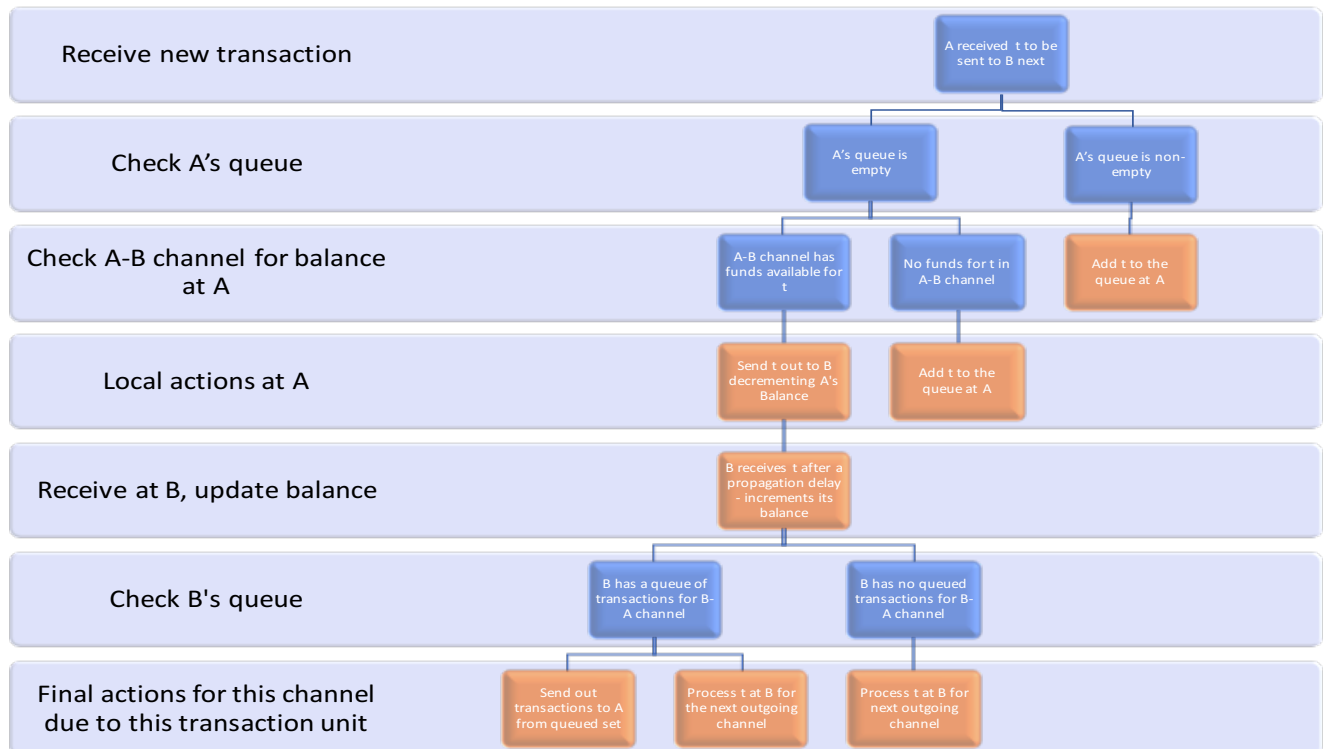 Receive new transaction
A received t to be
sent to B next
Check A’s queue
A’s queue is
empty
A’s queue is non-
empty
Check A-B channel for balance
at A
A-B channel has
funds available for
t
No funds for t in
A-B channel
Add t to the
queue at A
Local actions at A
Send t out to B
decrementing A's
Balance
Add t to the
queue at A
Receive at B, update balance
B receives t after a
propagation delay
- increments its
balance
Check B's queue
B has a queue of
transactions for B-
A channel
B has no queued
transactions for B-
A channel
Final actions for this channel
due to this transaction unit
Send out
transactions to A
from queued set
Process t at B for
the next outgoing
channel
Process t at B for
next outgoing
channel